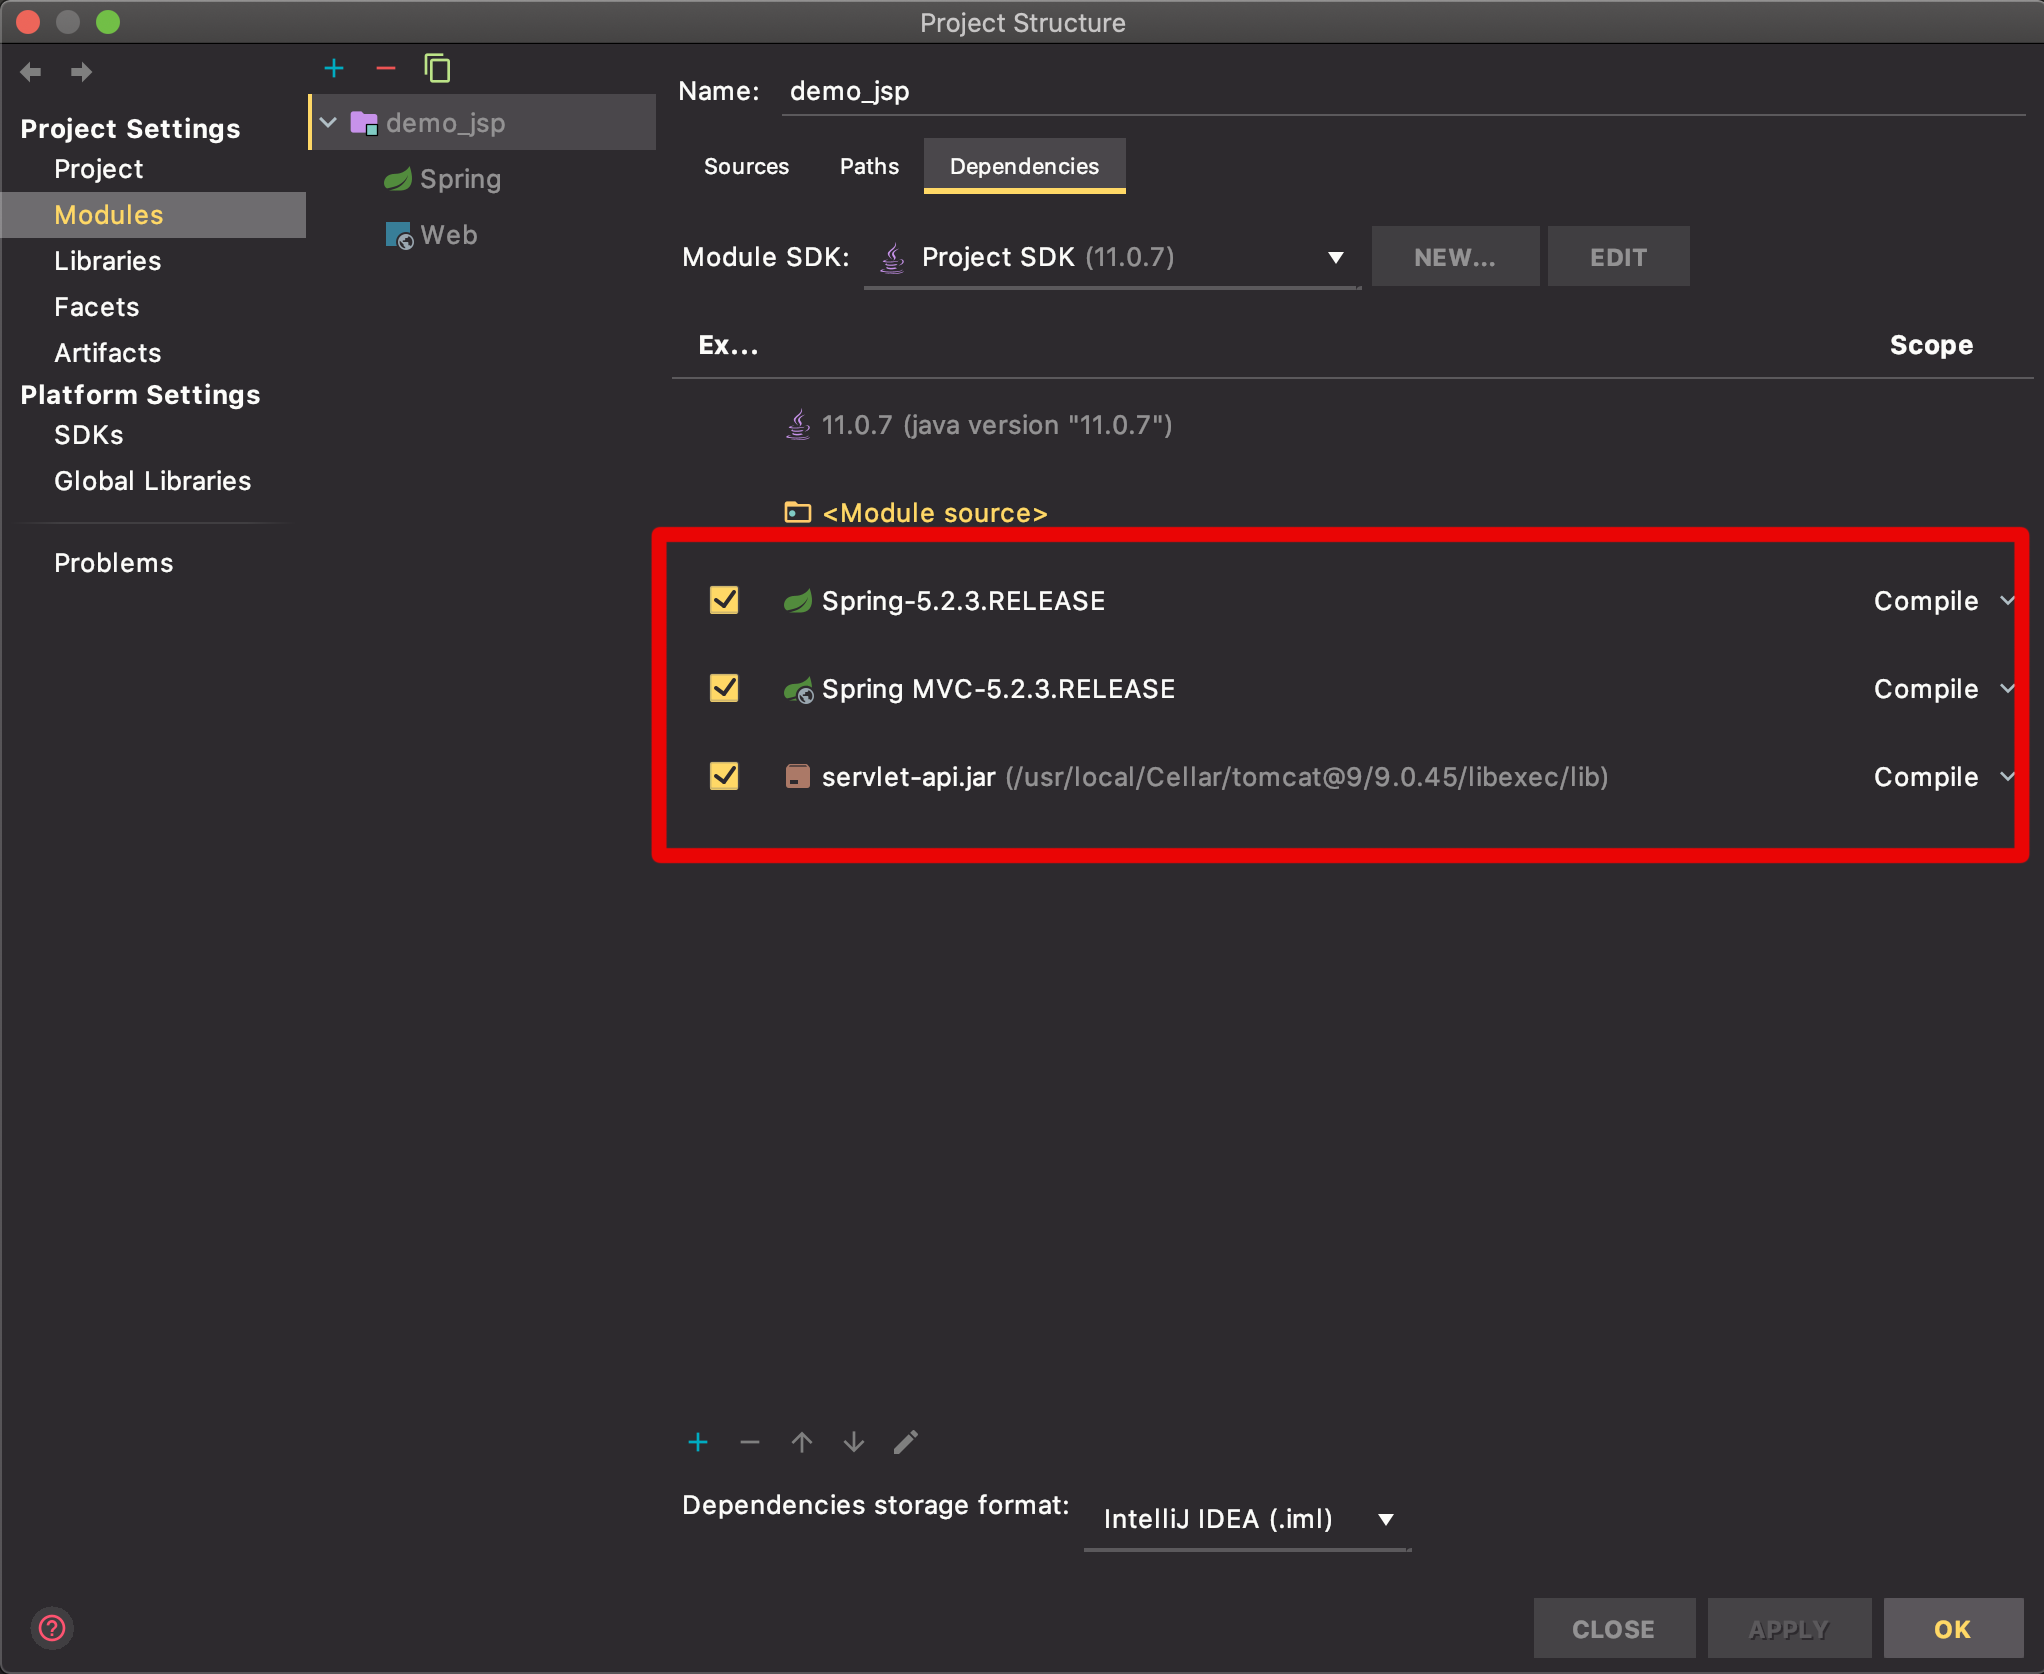 Project Structure
Project Settings
Project
Modules
Libraries
Facets
Artifacts
Platform Settings
SDKs
Global Libraries
Problems
demo_jsp
Spring
Web
Name: demo_jsp
Sources Paths Dependencies
Module SDK: Project SDK (11.0.7) NEW... EDIT
Ex... Scope
11.0.7 (java version "11.0.7")
<Module source>
Spring-5.2.3.RELEASE Compile
Spring MVC-5.2.3.RELEASE Compile
servlet-api.jar (/usr/local/Cellar/tomcat@9/9.0.45/libexec/lib) Compile
Dependencies storage format: IntelliJ IDEA (.iml)
? CLOSE APPLY OK